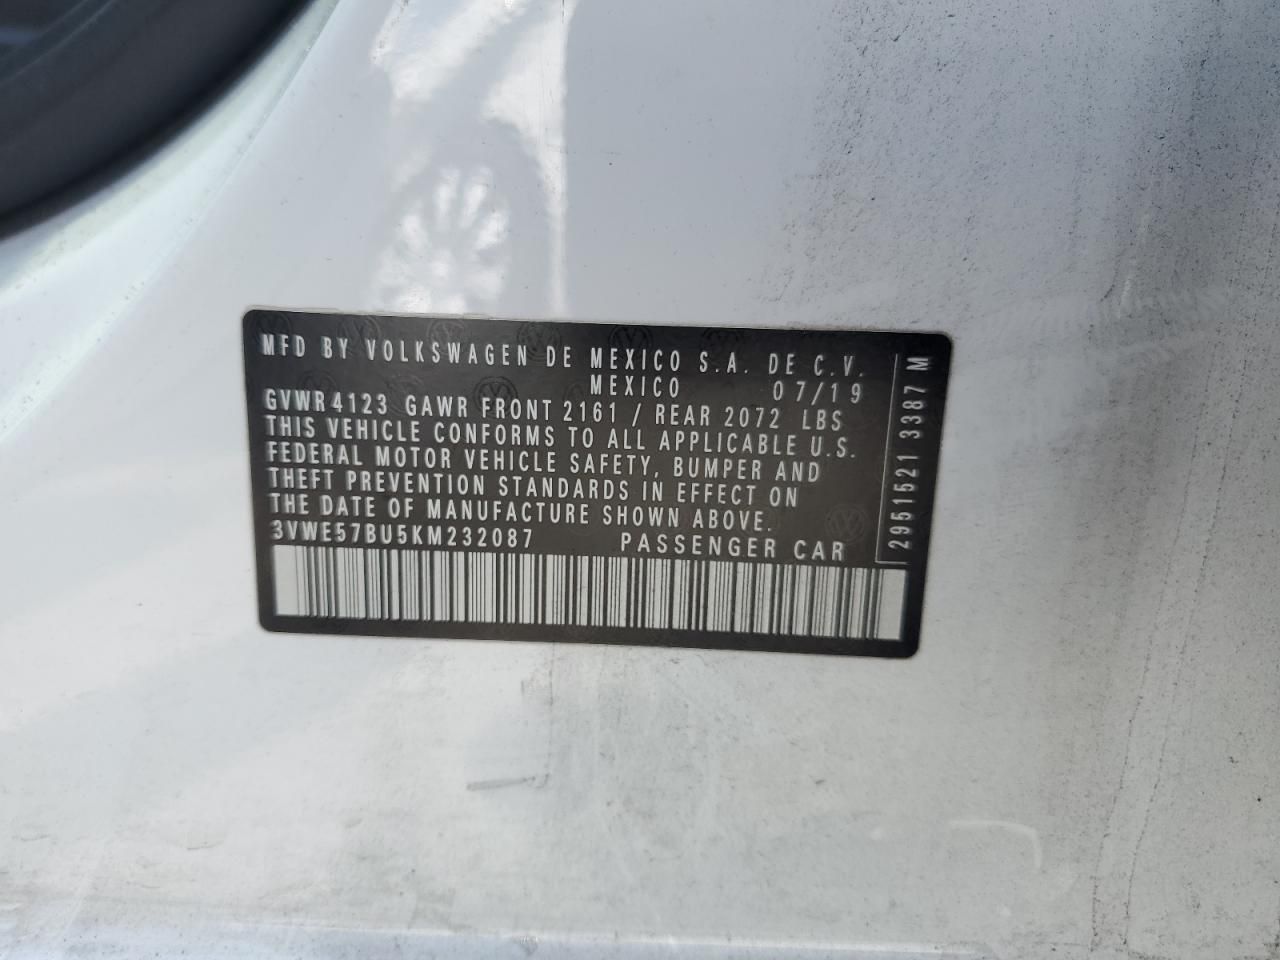 MFD BY VOLKSWAGEN DE MEXICO S.A. DE C.V.
MEXICO 07/19
GVWR 4123 GAWR FRONT 2161 / REAR 2072 LBS
THIS VEHICLE CONFORMS TO ALL APPLICABLE U.S.
FEDERAL MOTOR VEHICLE SAFETY, BUMPER AND
THEFT PREVENTION STANDARDS IN EFFECT ON
THE DATE OF MANUFACTURE SHOWN ABOVE.
3VWE57BU5KM232087 PASSENGER CAR
2951521 3387 M